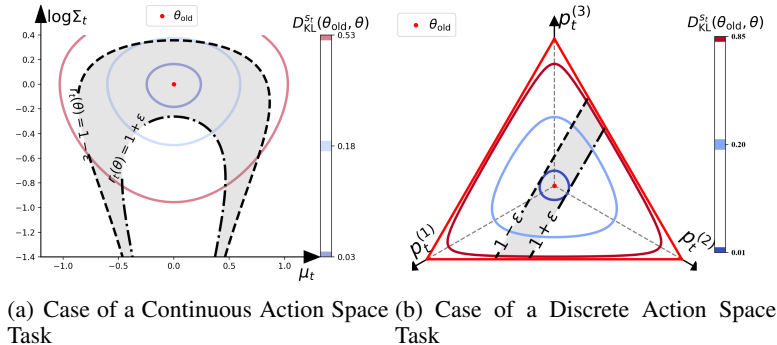 logΣ_t
θ_old
D_KL^{s_t}(θ_old, θ)
0.4
0.2
0.0
−0.2
−0.4
−0.6
−0.8
−1.0
−1.2
−1.4
−1.0
−0.5
0.0
0.5
1.0
μ_t
r_t(θ) = 1 − ε
r_t(θ) = 1 + ε
0.53
0.18
0.03
θ_old
p_t^{(3)}
D_KL^{s_t}(θ_old, θ)
p_t^{(1)}
p_t^{(2)}
1 − ε
1 + ε
0.85
0.20
0.01
(a) Case of a Continuous Action Space
Task
(b) Case of a Discrete Action Space
Task